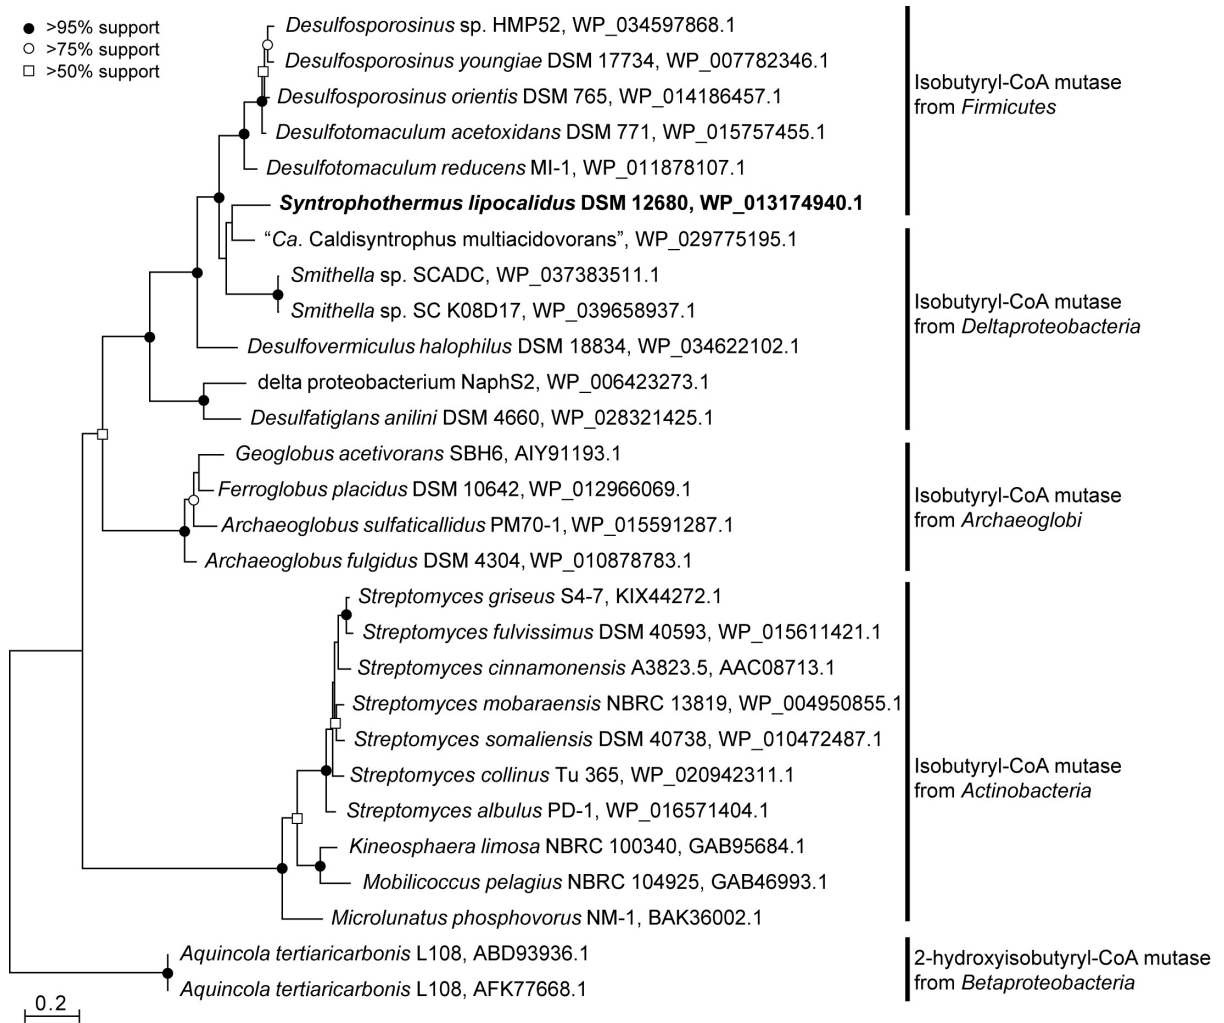 >95% support
>75% support
>50% support
Desulfosporosinus sp. HMP52, WP_034597868.1
Desulfosporosinus youngiae DSM 17734, WP_007782346.1
Desulfosporosinus orientis DSM 765, WP_014186457.1
Desulfotomaculum acetoxidans DSM 771, WP_015757455.1
Desulfotomaculum reducens MI-1, WP_011878107.1
Isobutyryl-CoA mutase
from Firmicutes
Syntrophothermus lipocalidus DSM 12680, WP_013174940.1
“Ca. Caldisyntrophus multiacidovorans”, WP_029775195.1
Smithella sp. SCADC, WP_037383511.1
Smithella sp. SC K08D17, WP_039658937.1
Desulfovermiculus halophilus DSM 18834, WP_034622102.1
delta proteobacterium NaphS2, WP_006423273.1
Desulfatiglans anilini DSM 4660, WP_028321425.1
Isobutyryl-CoA mutase
from Deltaproteobacteria
Geoglobus acetivorans SBH6, AIY91193.1
Ferroglobus placidus DSM 10642, WP_012966069.1
Archaeoglobus sulfaticallidus PM70-1, WP_015591287.1
Archaeoglobus fulgidus DSM 4304, WP_010878783.1
Isobutyryl-CoA mutase
from Archaeoglobi
Streptomyces griseus S4-7, KIX44272.1
Streptomyces fulvissimus DSM 40593, WP_015611421.1
Streptomyces cinnamonensis A3823.5, AAC08713.1
Streptomyces mobaraensis NBRC 13819, WP_004950855.1
Streptomyces somaliensis DSM 40738, WP_010472487.1
Streptomyces collinus Tu 365, WP_020942311.1
Streptomyces albulus PD-1, WP_016571404.1
Kineosphaera limosa NBRC 100340, GAB95684.1
Mobilicoccus pelagius NBRC 104925, GAB46993.1
Microlunatus phosphovorus NM-1, BAK36002.1
Isobutyryl-CoA mutase
from Actinobacteria
Aquincola tertiaricarbonis L108, ABD93936.1
Aquincola tertiaricarbonis L108, AFK77668.1
2-hydroxyisobutyryl-CoA mutase
from Betaproteobacteria
0.2